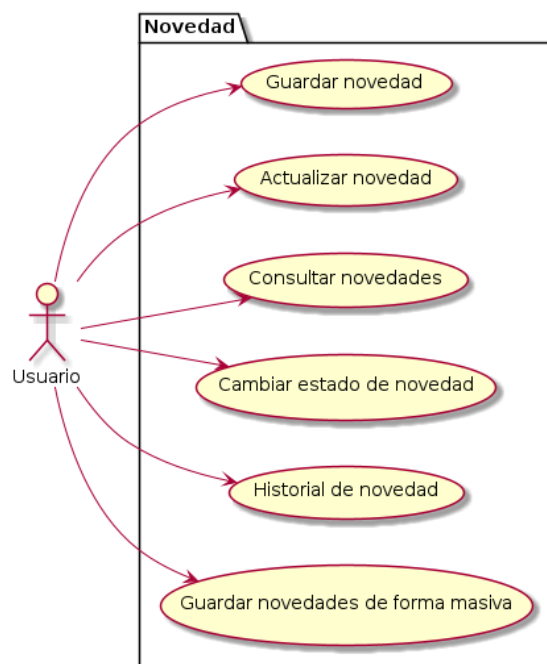 Novedad
Guardar novedad
Actualizar novedad
Consultar novedades
Cambiar estado de novedad
Usuario
Historial de novedad
Guardar novedades de forma masiva